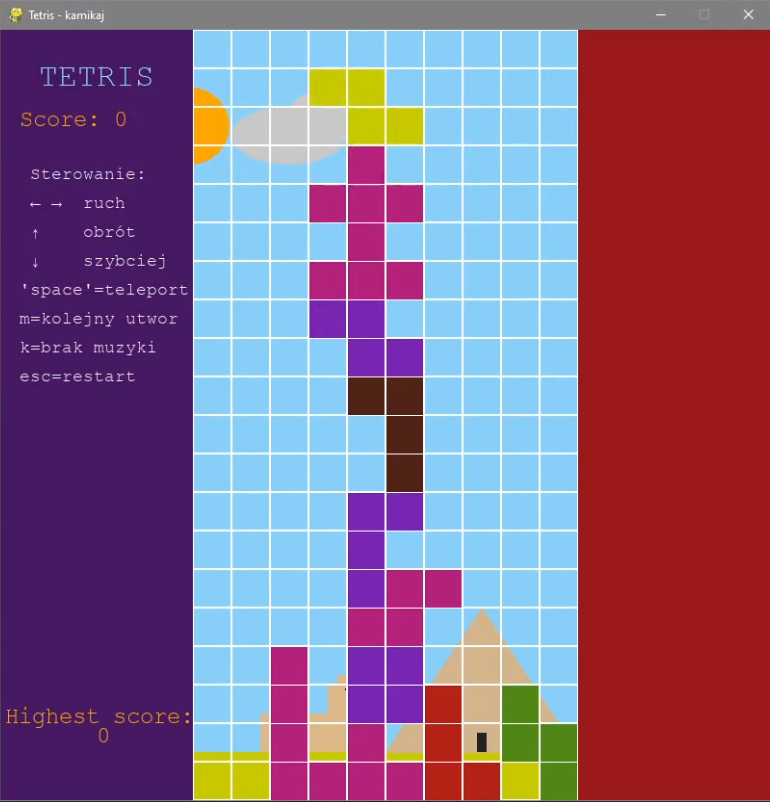 Tetris - kamikaj
TETRIS
Score: 0
Sterowanie:
← → ruch
↑ obrót
↓ szybciej
'space'=teleport
m=kolejny utwor
k=brak muzyki
esc=restart
Highest score:
0